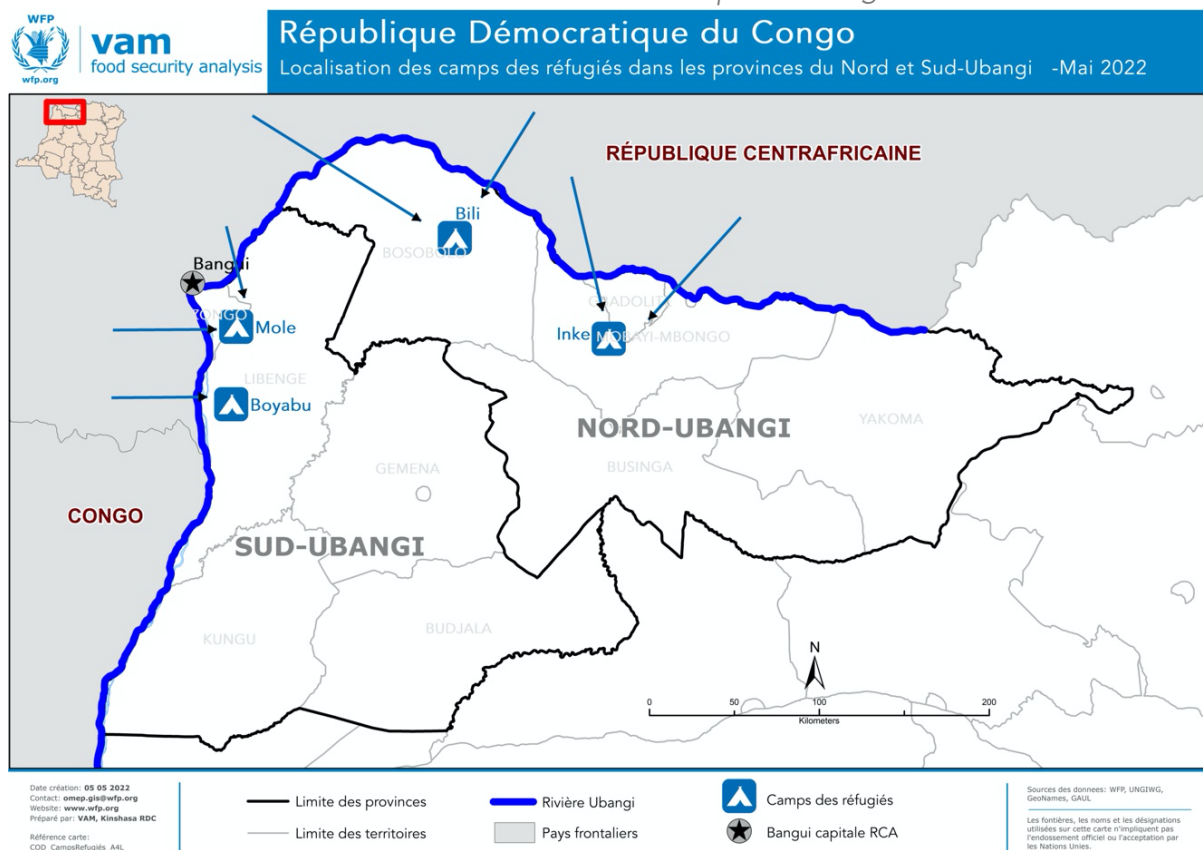 WFP
wfp.org
vam
food security analysis
République Démocratique du Congo
Localisation des camps des réfugiés dans les provinces du Nord et Sud-Ubangi -Mai 2022
RÉPUBLIQUE CENTRAFRICAINE
Bili
BOSOBOLO
Bangui
ZONGO
Mole
Inke
MOBAYI-MBONGO
LIBENGE
Boyabu
NORD-UBANGI
YAKOMA
GEMENA
BUSINGA
CONGO
SUD-UBANGI
KUNGU
BUDJALA
N
0 50 100 200
Kilometers
Date création: 05 05 2022
Contact: omep.gis@wfp.org
Website: www.wfp.org
Préparé par: VAM, Kinshasa RDC
Référence carte:
COD_CampsRefugiés_A4L
Limite des provinces
Limite des territoires
Rivière Ubangi
Pays frontaliers
Camps des réfugiés
Bangui capitale RCA
Sources des donnees: WFP, UNGIWG,
GeoNames, GAUL
Les fontières, les noms et les désignations
utilisées sur cette carte n'impliquent pas
l'endossement officiel ou l'acceptation par
les Nations Unies.